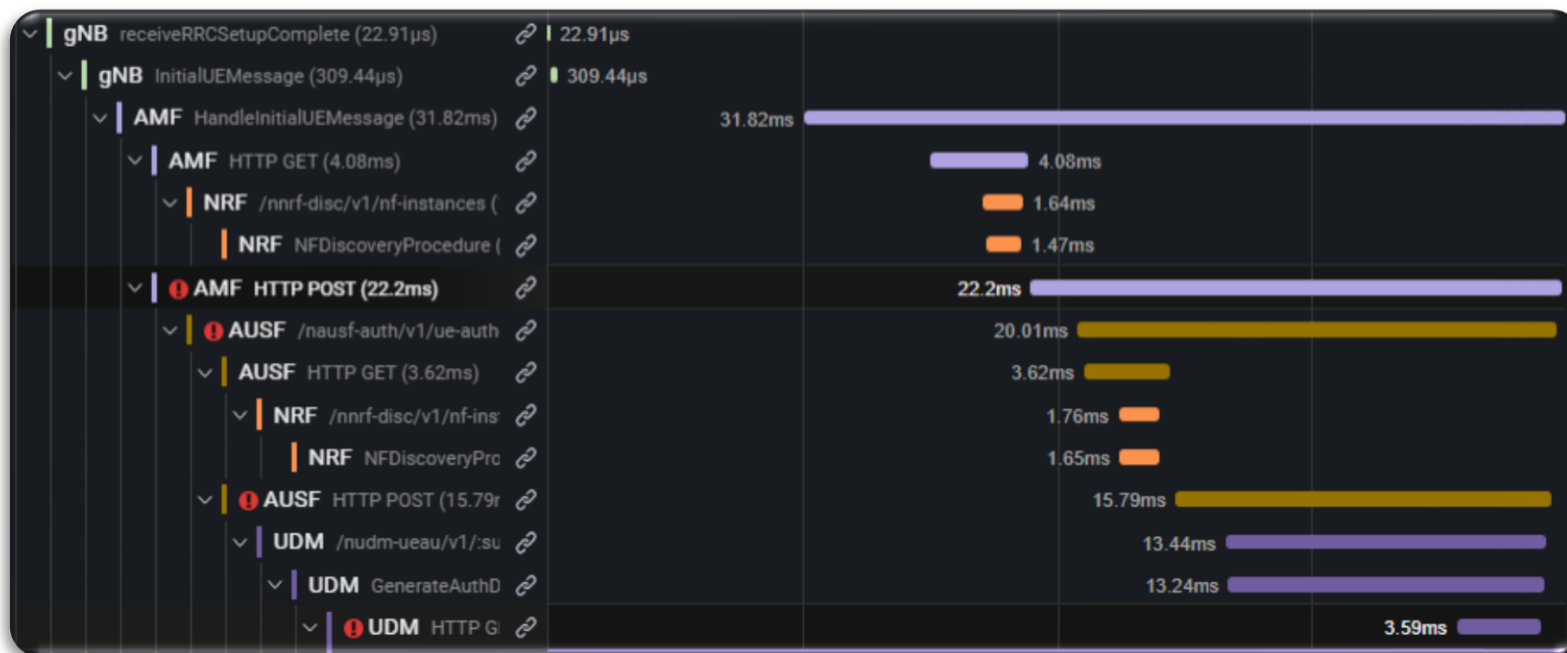 gNB receiveRRCSetupComplete (22.91µs) 22.91µs
gNB InitialUEMessage (309.44µs) 309.44µs
AMF HandleInitialUEMessage (31.82ms) 31.82ms
AMF HTTP GET (4.08ms) 4.08ms
NRF /nnrf-disc/v1/nf-instances ( 1.64ms
NRF NFDiscoveryProcedure ( 1.47ms
AMF HTTP POST (22.2ms) 22.2ms
AUSF /nausf-auth/v1/ue-auth 20.01ms
AUSF HTTP GET (3.62ms) 3.62ms
NRF /nnrf-disc/v1/nf-ins 1.76ms
NRF NFDiscoveryPro 1.65ms
AUSF HTTP POST (15.79m 15.79ms
UDM /nudm-ueau/v1/:su 13.44ms
UDM GenerateAuthD 13.24ms
UDM HTTP G 3.59ms